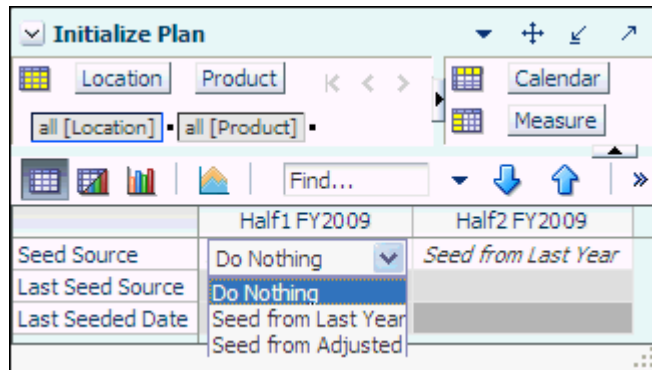 Initialize Plan
Location Product Calendar
all [Location] all [Product] Measure
Find...
Half1 FY2009 Half2 FY2009
Seed Source Do Nothing Seed from Last Year
Last Seed Source Do Nothing
Last Seeded Date Seed from Last Year
Seed from Adjusted